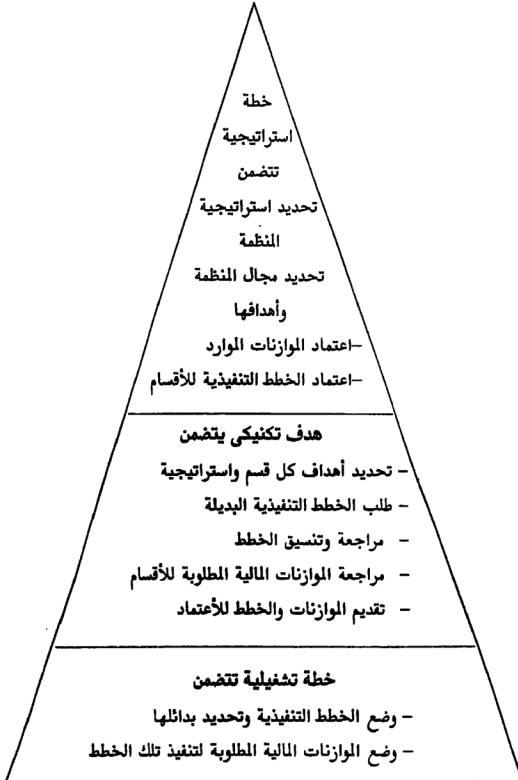 خطة
استراتيجية
تتضمن
تحديد استراتيجية
المنظمة
تحديد مجال المنظمة
وأهدافها
–اعتماد الموازنات الموارد
–اعتماد الخطط التنفيذية للأقسام
هدف تكنيكى يتضمن
– تحديد أهداف كل قسم واستراتيجية
– طلب الخطط التنفيذية البديلة
– مراجعة وتنسيق الخطط
– مراجعة الموازنات المالية المطلوبة للأقسام
– تقديم الموازنات والخطط للأعتماد
خطة تشغيلية تتضمن
– وضع الخطط التنفيذية وتحديد بدائلها
– وضع الموازنات المالية المطلوبة لتنفيذ تلك الخطط